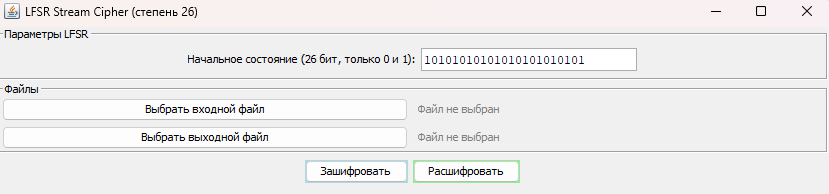 LFSR Stream Cipher (степень 26)
Параметры LFSR
Начальное состояние (26 бит, только 0 и 1): 10101010101010101010101
Файлы
Выбрать входной файл Файл не выбран
Выбрать выходной файл Файл не выбран
Зашифровать Расшифровать